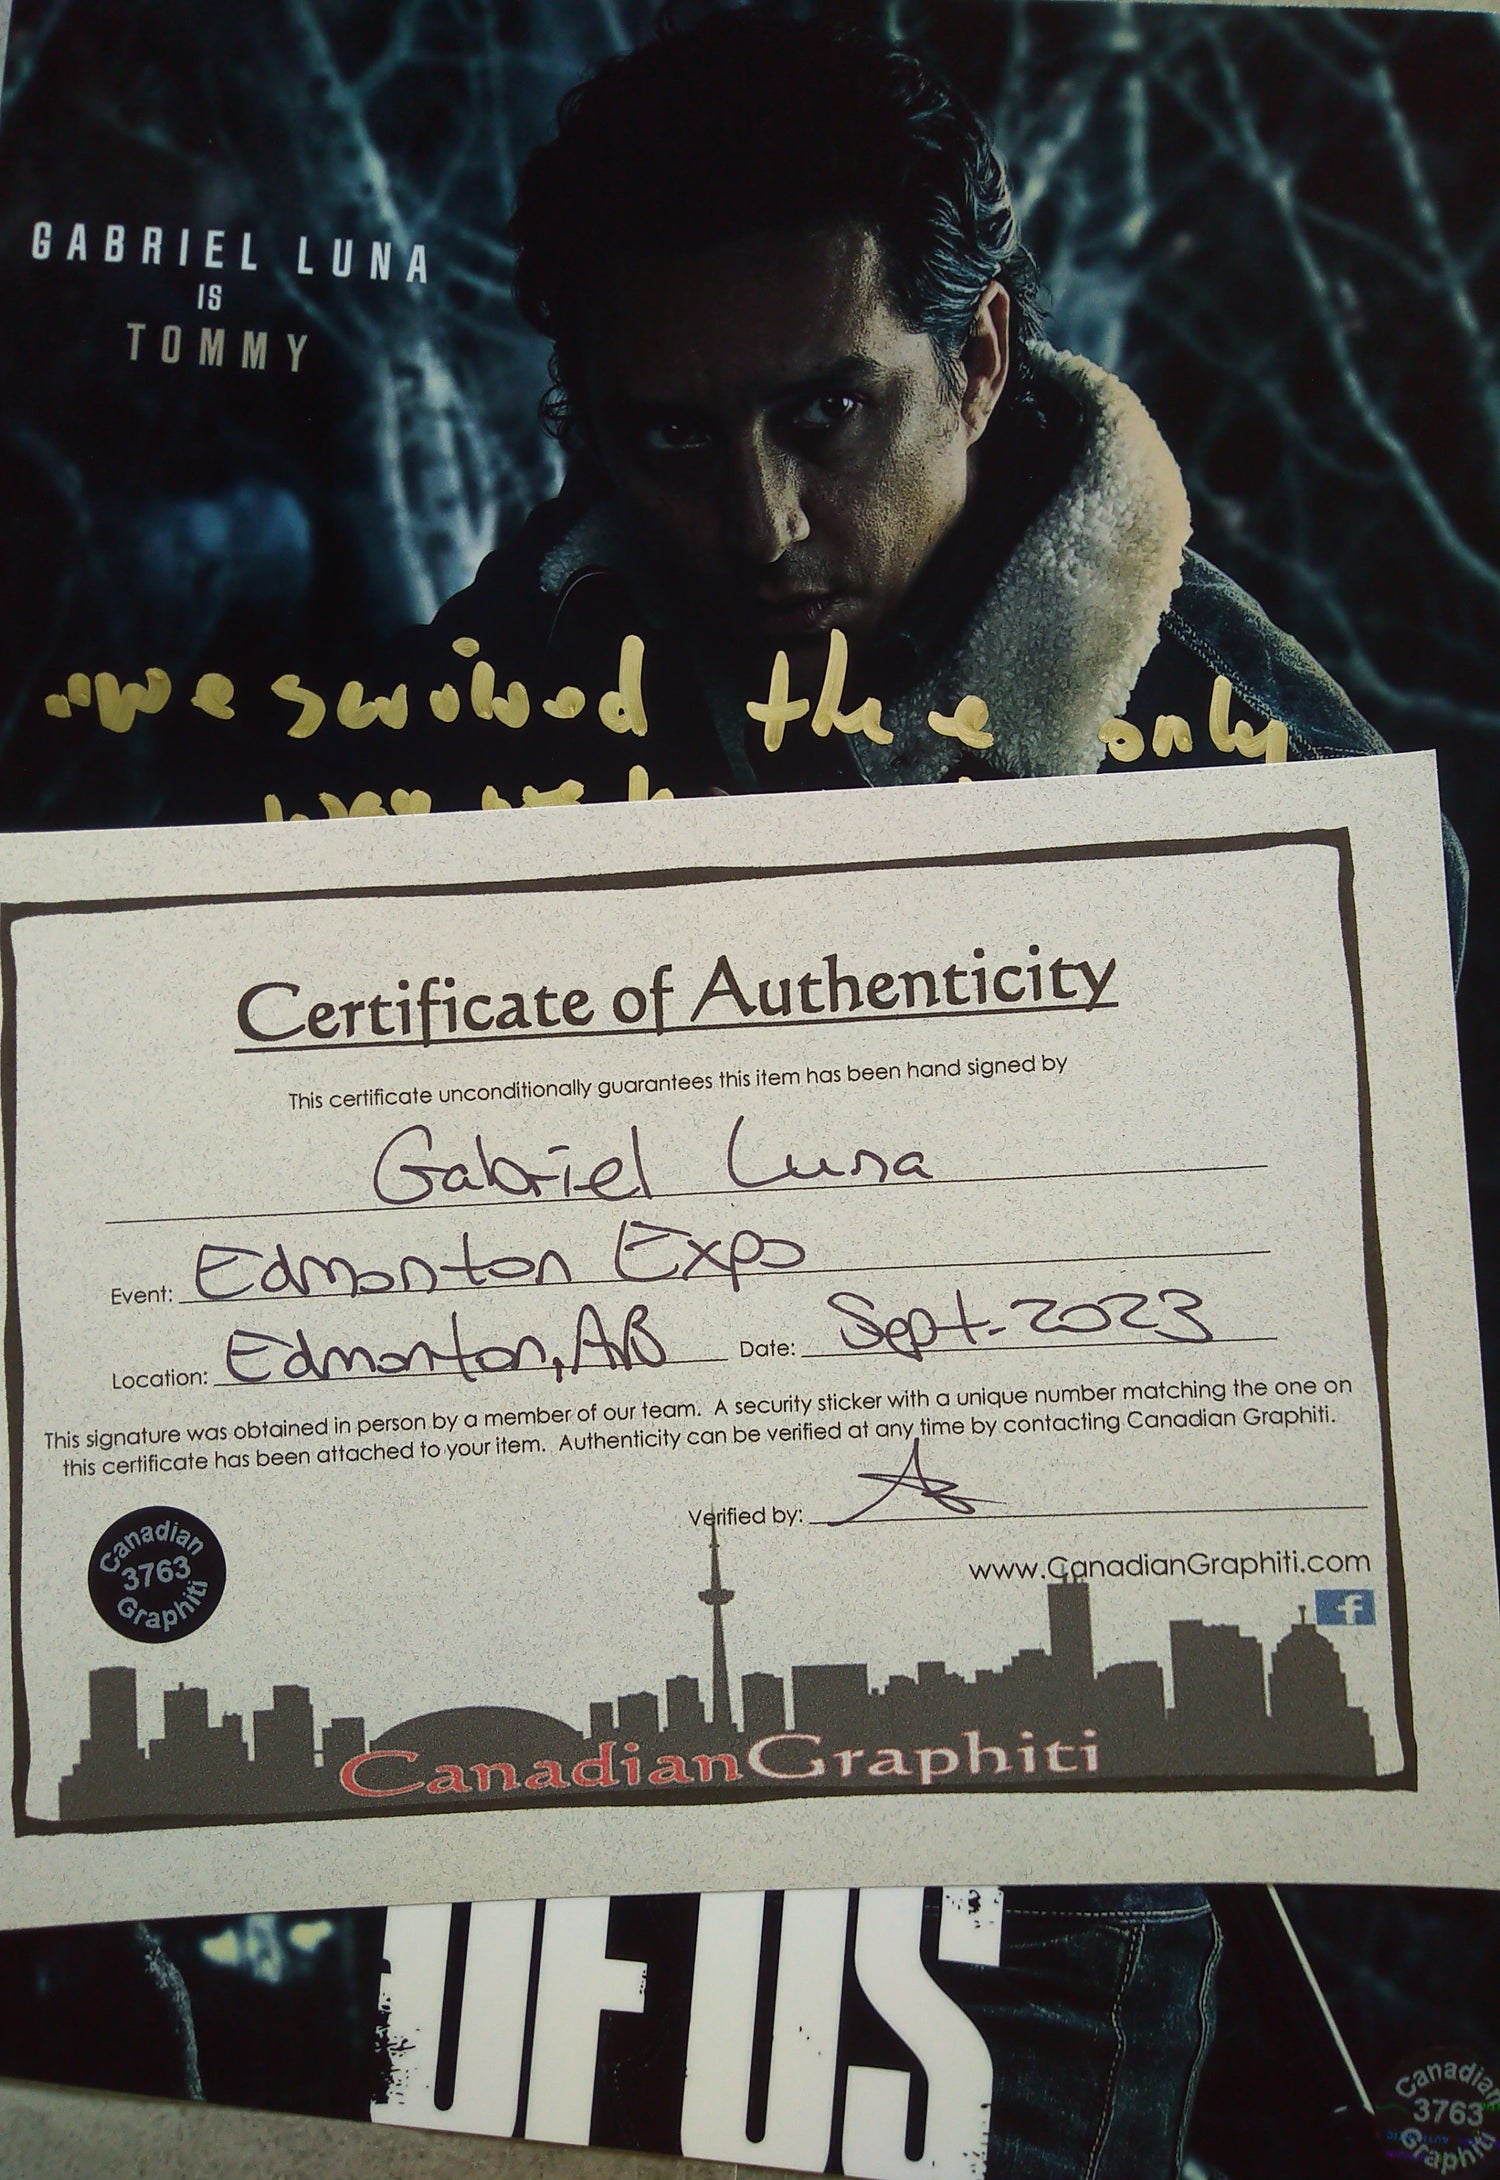 GABRIEL LUNA
IS
TOMMY
"we survived the only
Certificate of Authenticity
This certificate unconditionally guarantees this item has been hand signed by
Gabriel Luna
Event: Edmonton Expo
Location: Edmonton, AB Date: Sept. 2023
This signature was obtained in person by a member of our team. A security sticker with a unique number matching the one on
this certificate has been attached to your item. Authenticity can be verified at any time by contacting Canadian Graphiti.
Verified by:
Canadian
3763
Graphiti
www.CanadianGraphiti.com
f
CanadianGraphiti
OF US
Canadian
3763
Graphiti